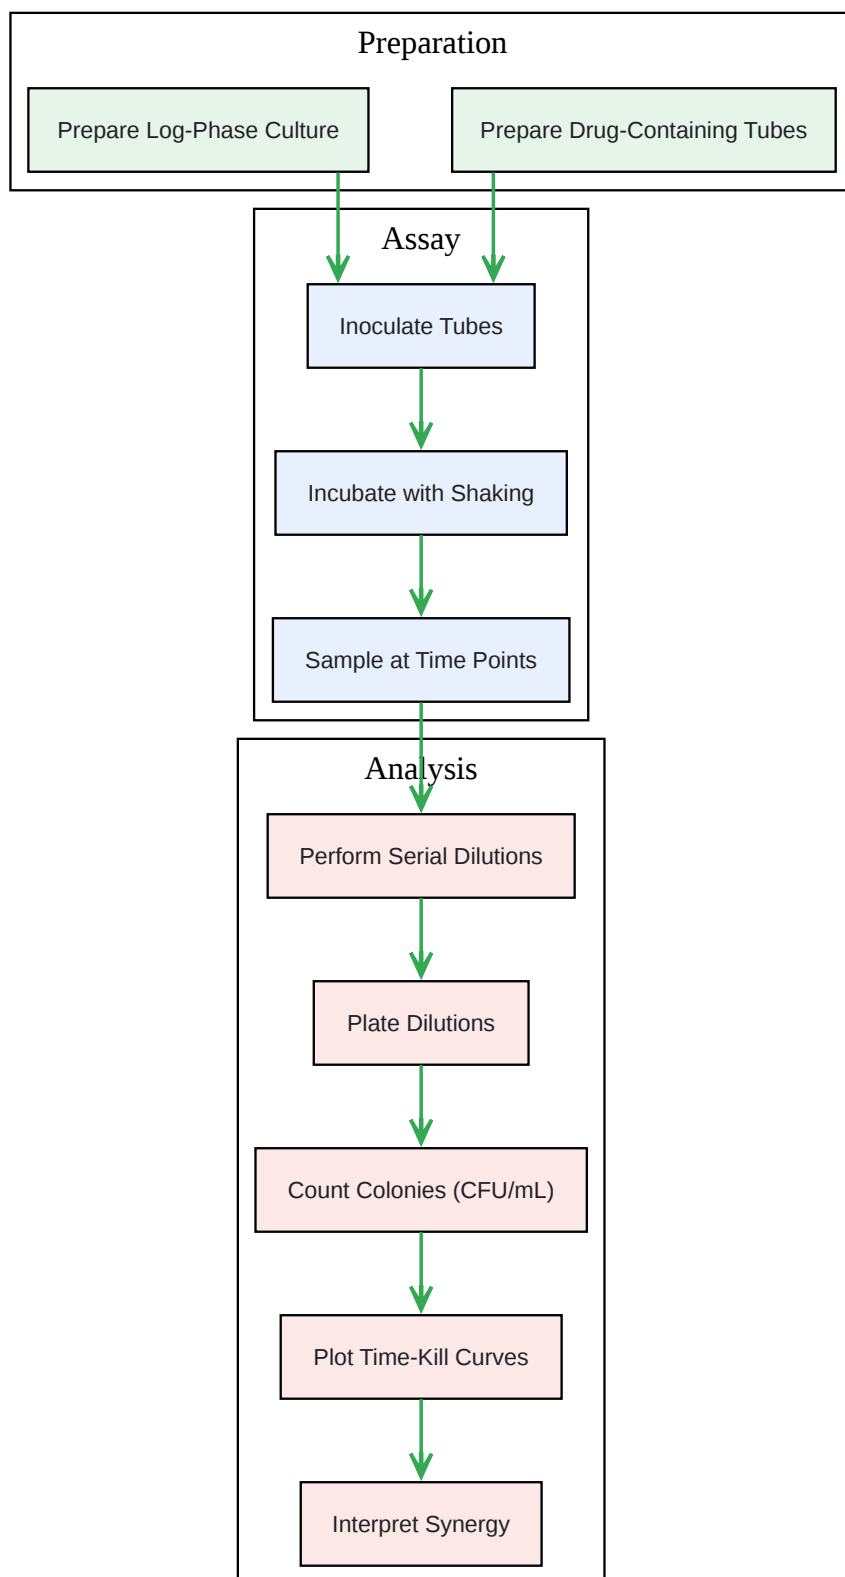 Preparation
Prepare Log-Phase Culture
Prepare Drug-Containing Tubes
Assay
Inoculate Tubes
Incubate with Shaking
Sample at Time Points
Analysis
Perform Serial Dilutions
Plate Dilutions
Count Colonies (CFU/mL)
Plot Time-Kill Curves
Interpret Synergy